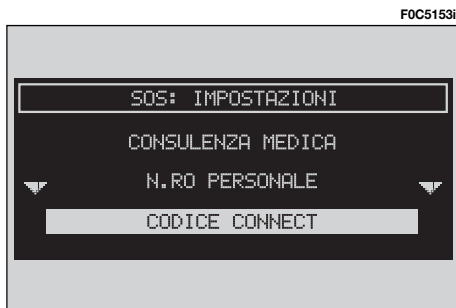 F0C5153i
SOS: IMPOSTAZIONI
CONSULENZA MEDICA
N.RO PERSONALE
CODICE CONNECT